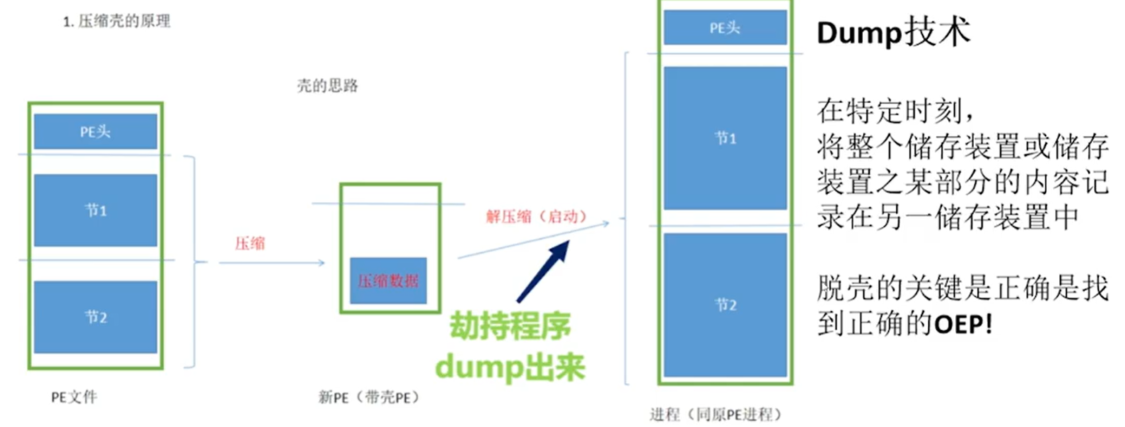 1. 压缩壳的原理
壳的思路
PE头
节1
节2
PE文件
压缩
压缩数据
新PE（带壳PE）
解压缩（启动）
劫持程序
dump出来
PE头
节1
节2
进程（同原PE进程）
Dump技术
在特定时刻，
将整个储存装置或储存
装置之某部分的内容记
录在另一储存装置中
脱壳的关键是正确是找
到正确的OEP!